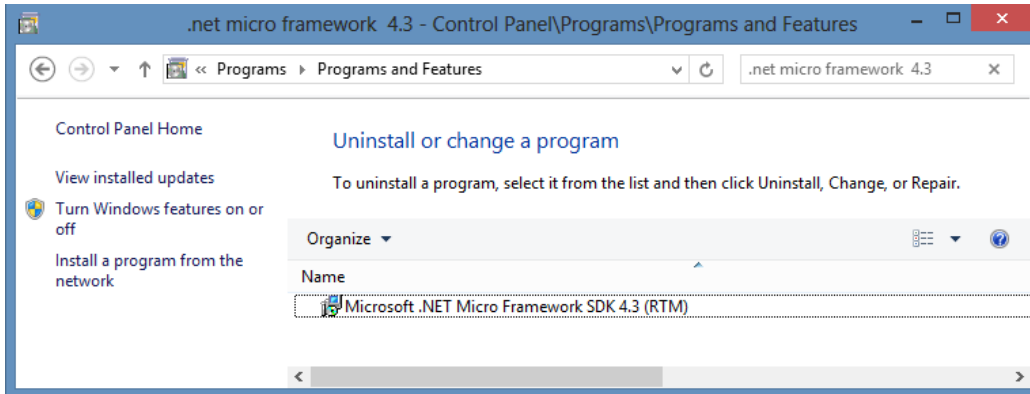 .net micro framework  4.3 - Control Panel\Programs\Programs and Features
« Programs Programs and Features
.net micro framework  4.3
Control Panel Home
View installed updates
Turn Windows features on or
off
Install a program from the
network
Uninstall or change a program
To uninstall a program, select it from the list and then click Uninstall, Change, or Repair.
Organize
Name
Microsoft .NET Micro Framework SDK 4.3 (RTM)